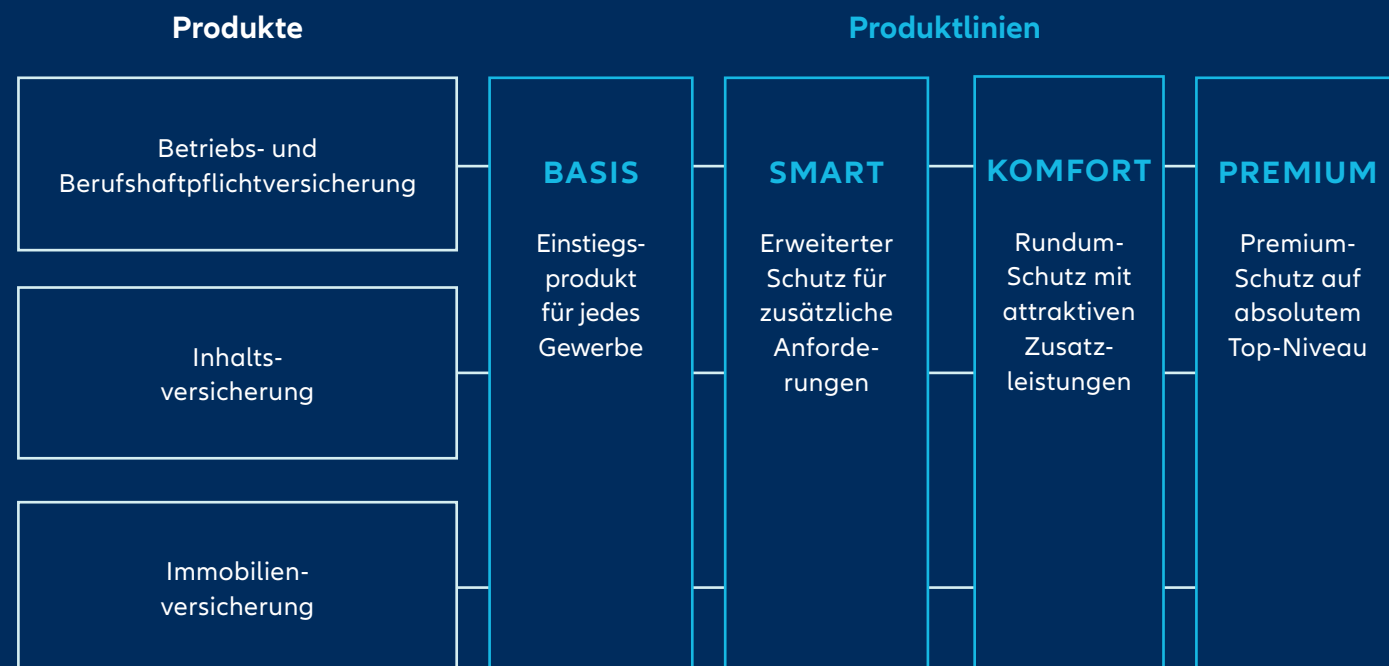 Produkte
Produktlinien
Betriebs- und
Berufshaftpflichtversicherung
Inhalts-
versicherung
Immobilien-
versicherung
BASIS
Einstiegs-
produkt
für jedes
Gewerbe
SMART
Erweiterter
Schutz für
zusätzliche
Anforde-
rungen
KOMFORT
Rundum-
Schutz mit
attraktiven
Zusatz-
leistungen
PREMIUM
Premium-
Schutz auf
absolutem
Top-Niveau